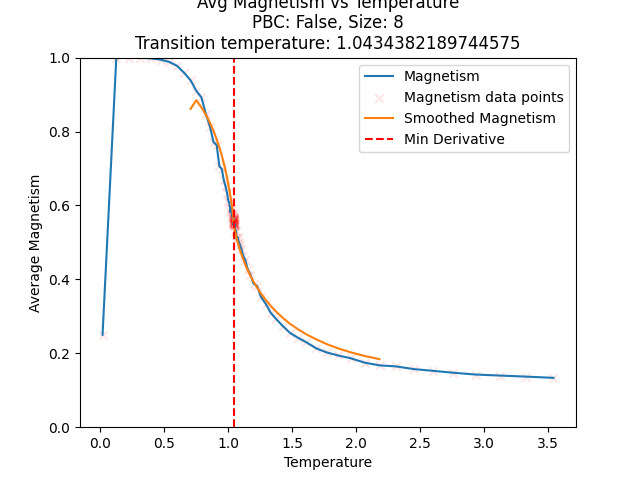 Avg Magnetism vs Temperature
PBC: False, Size: 8
Transition temperature: 1.0434382189744575
1.0
0.8
0.6
0.4
0.2
0.0
Average Magnetism
Magnetism
Magnetism data points
Smoothed Magnetism
Min Derivative
0.0 0.5 1.0 1.5 2.0 2.5 3.0 3.5
Temperature